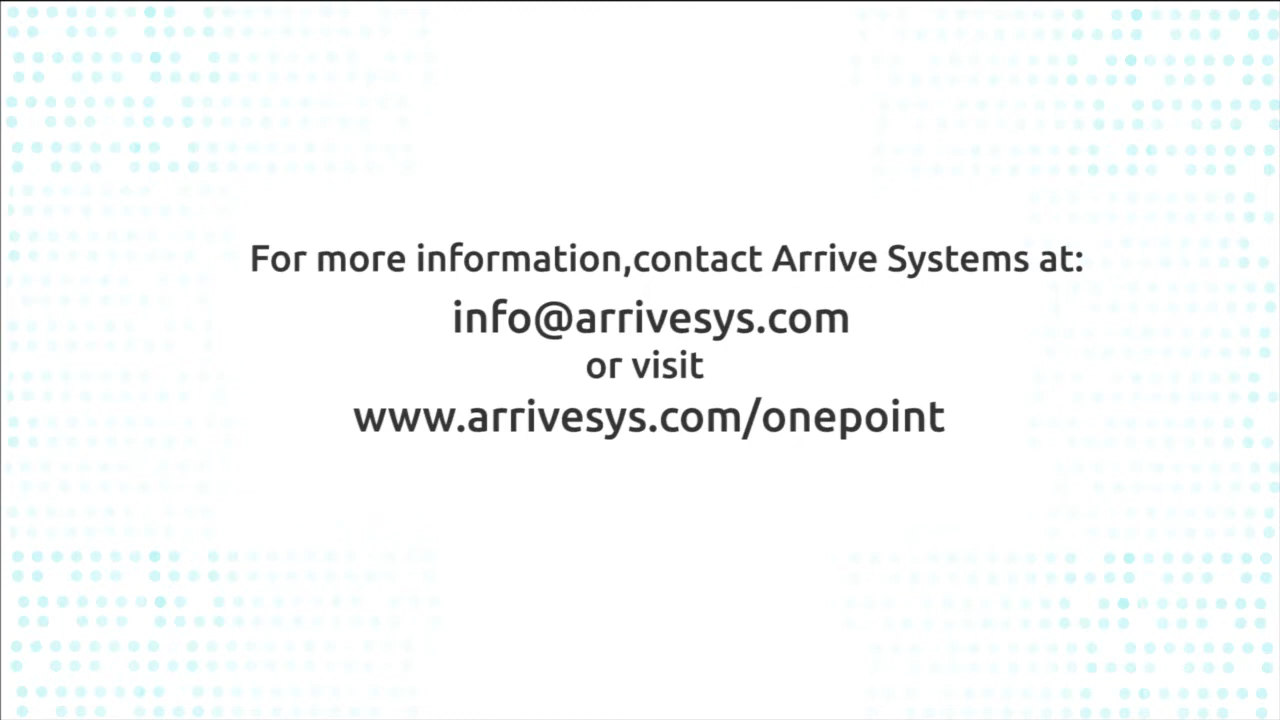 For more information,contact Arrive Systems at:
info@arrivesys.com
or visit
www.arrivesys.com/onepoint